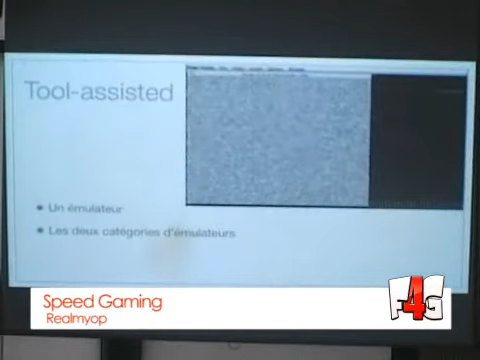 Tool-assisted
• Un émulateur
• Les deux catégories d'émulateurs
Speed Gaming
Realmyop
F4G